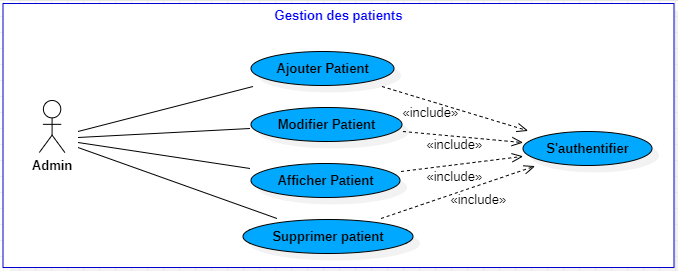 Gestion des patients
Ajouter Patient
«include»
Modifier Patient
«include»
S'authentifier
Admin
Afficher Patient
«include»
«include»
Supprimer patient